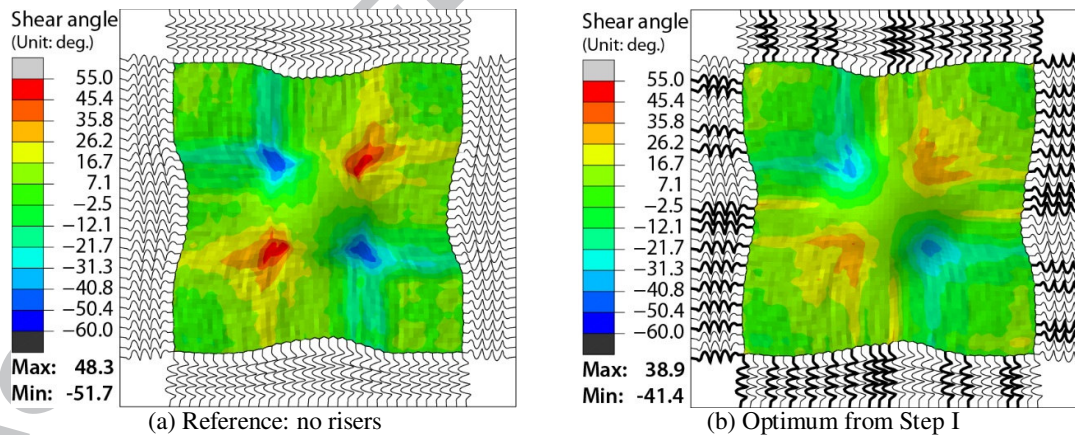 Shear angle
(Unit: deg.)
55.0
45.4
35.8
26.2
16.7
7.1
−2.5
−12.1
−21.7
−31.3
−40.8
−50.4
−60.0
Max: 48.3
Min: -51.7
(a) Reference: no risers
Shear angle
(Unit: deg.)
55.0
45.4
35.8
26.2
16.7
7.1
−2.5
−12.1
−21.7
−31.3
−40.8
−50.4
−60.0
Max: 38.9
Min: -41.4
(b) Optimum from Step I